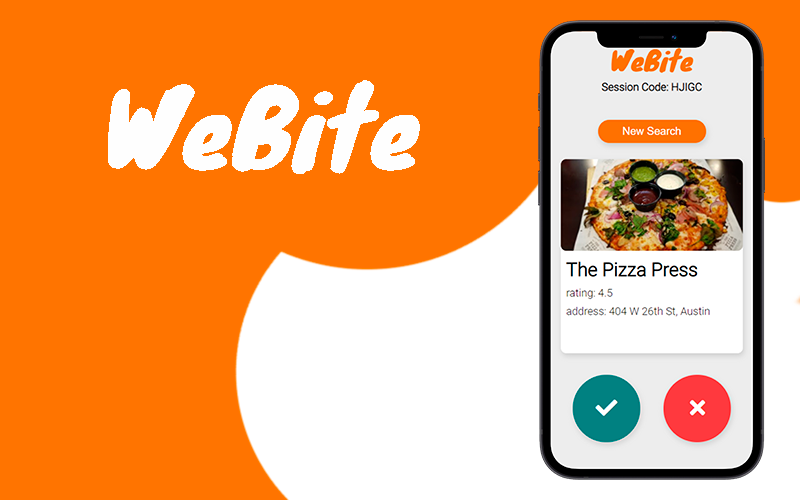 WeBite
WeBite
Session Code: HJIGC
New Search
The Pizza Press
rating: 4.5
address: 404 W 26th St, Austin